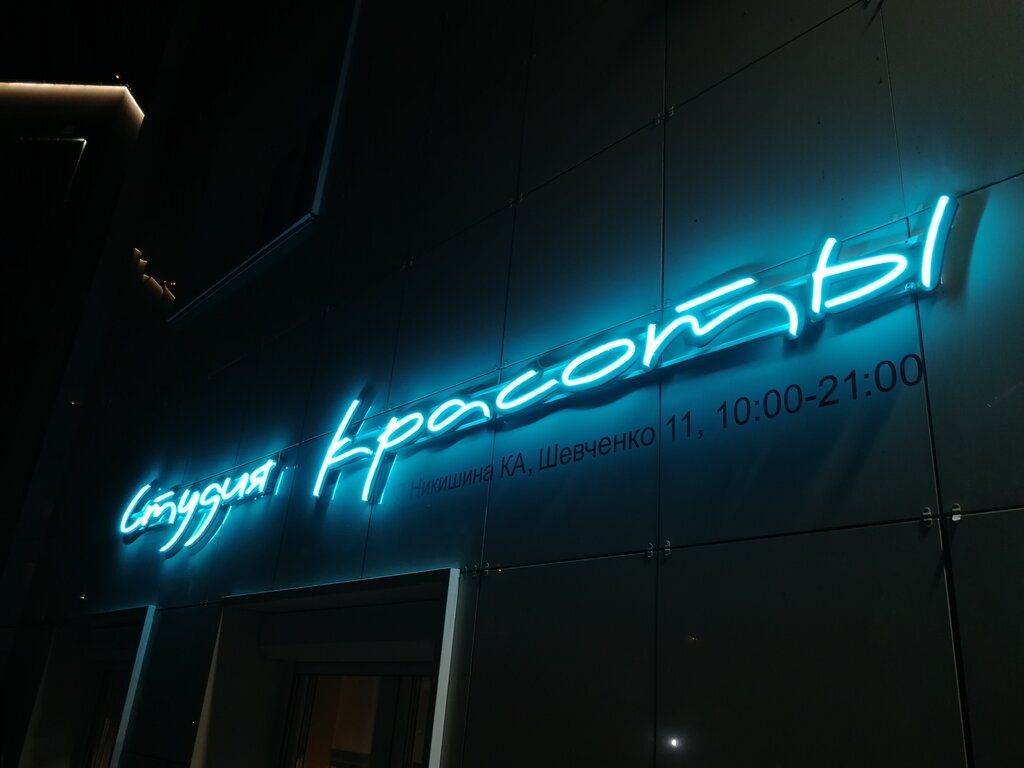 Студия Красоты
Никишина КА, Шевченко 11, 10:00-21:00